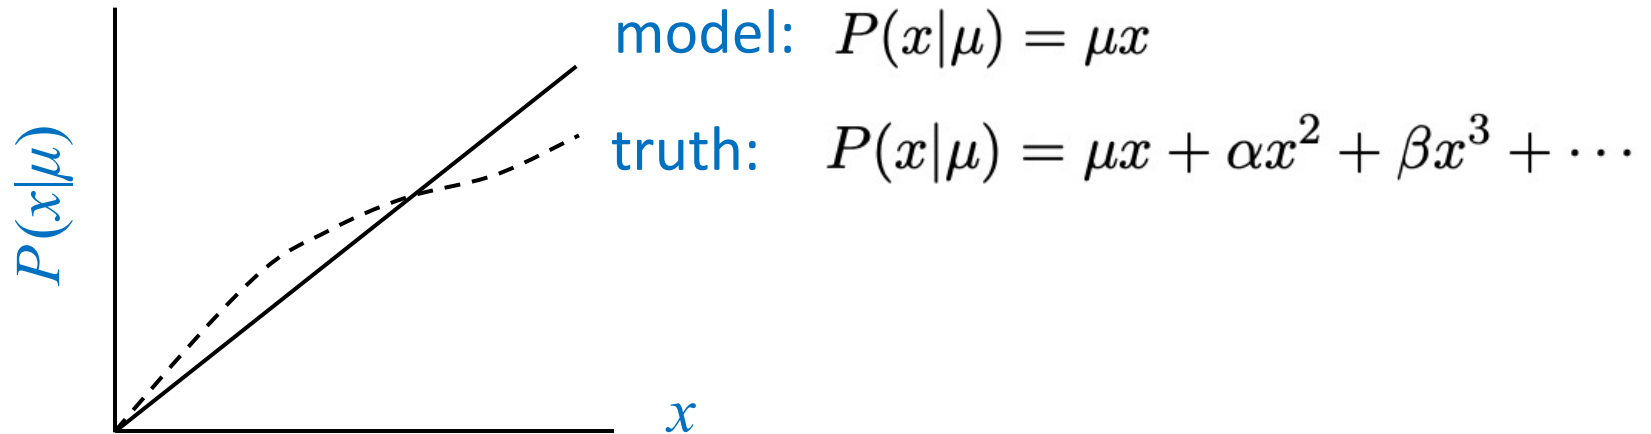 model: P(x|μ) = μx
truth: P(x|μ) = μx + αx² + βx³ + ···
P(x|μ)
x